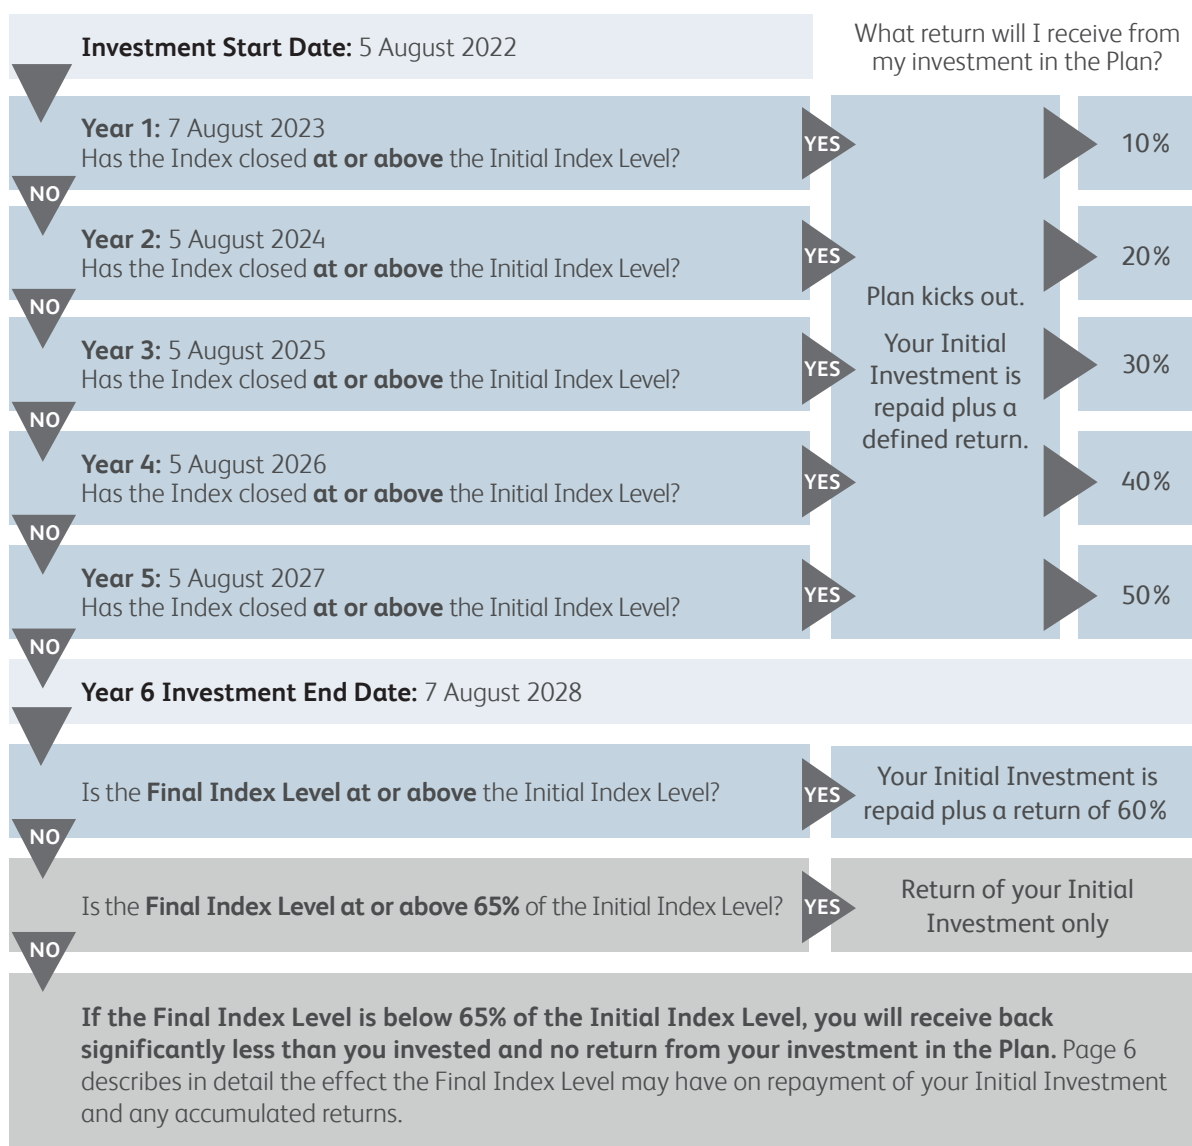 Investment Start Date: 5 August 2022
What return will I receive from
my investment in the Plan?
Year 1: 7 August 2023
Has the Index closed at or above the Initial Index Level?
YES
10%
NO
Year 2: 5 August 2024
Has the Index closed at or above the Initial Index Level?
YES
20%
NO
Plan kicks out.
Your Initial
Investment is
repaid plus a
defined return.
Year 3: 5 August 2025
Has the Index closed at or above the Initial Index Level?
YES
30%
NO
Year 4: 5 August 2026
Has the Index closed at or above the Initial Index Level?
YES
40%
NO
Year 5: 5 August 2027
Has the Index closed at or above the Initial Index Level?
YES
50%
NO
Year 6 Investment End Date: 7 August 2028
Is the Final Index Level at or above the Initial Index Level?
YES
Your Initial Investment is
repaid plus a return of 60%
NO
Is the Final Index Level at or above 65% of the Initial Index Level?
YES
Return of your Initial
Investment only
NO
If the Final Index Level is below 65% of the Initial Index Level, you will receive back
significantly less than you invested and no return from your investment in the Plan. Page 6
describes in detail the effect the Final Index Level may have on repayment of your Initial Investment
and any accumulated returns.